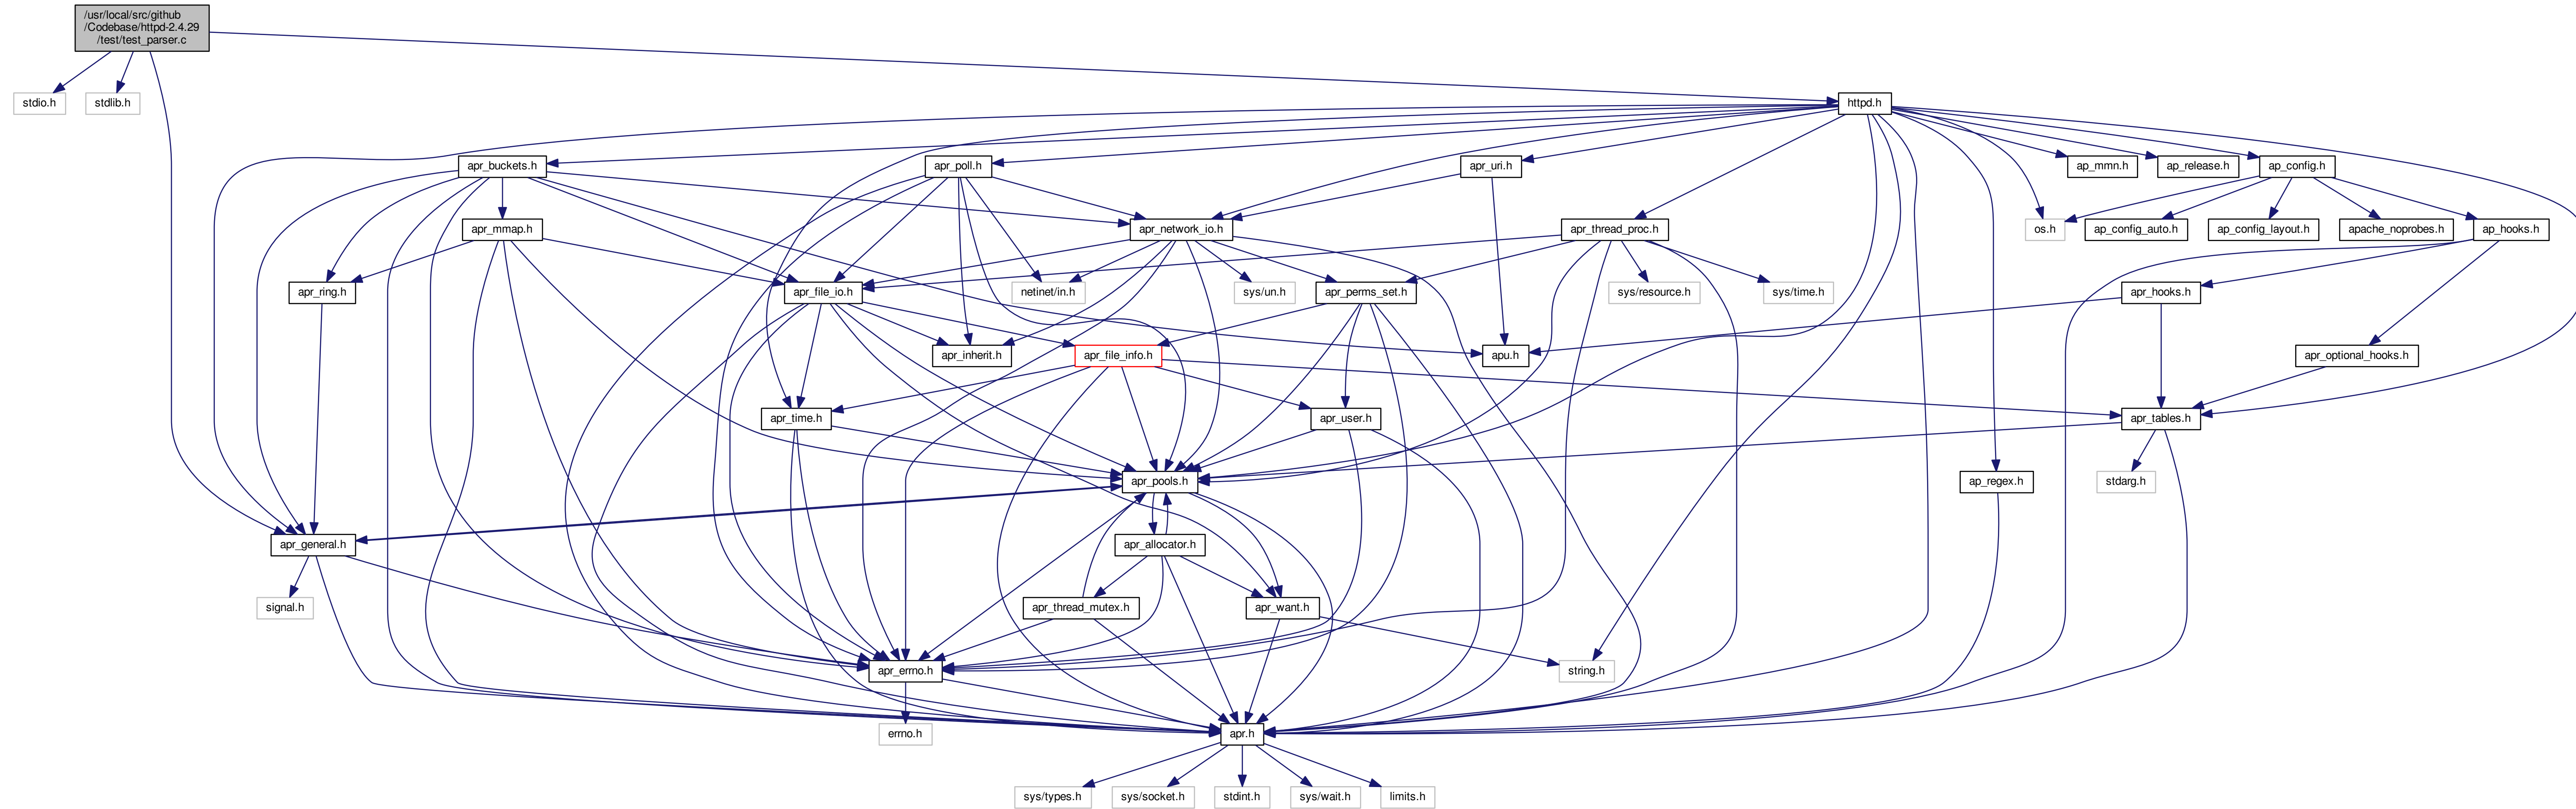 /usr/local/src/github
/Codebase/httpd-2.4.29
/test/test_parser.c
stdio.h
stdlib.h
httpd.h
apr_buckets.h
apr_poll.h
apr_uri.h
ap_mmn.h
ap_release.h
ap_config.h
apr_mmap.h
apr_network_io.h
apr_thread_proc.h
os.h
ap_config_auto.h
ap_config_layout.h
apache_noprobes.h
ap_hooks.h
apr_ring.h
apr_file_io.h
netinet/in.h
sys/un.h
apr_perms_set.h
sys/resource.h
sys/time.h
apr_hooks.h
apr_inherit.h
apr_file_info.h
apu.h
apr_optional_hooks.h
apr_time.h
apr_user.h
apr_tables.h
apr_pools.h
ap_regex.h
stdarg.h
apr_general.h
apr_allocator.h
signal.h
apr_thread_mutex.h
apr_want.h
apr_errno.h
string.h
errno.h
apr.h
sys/types.h
sys/socket.h
stdint.h
sys/wait.h
limits.h